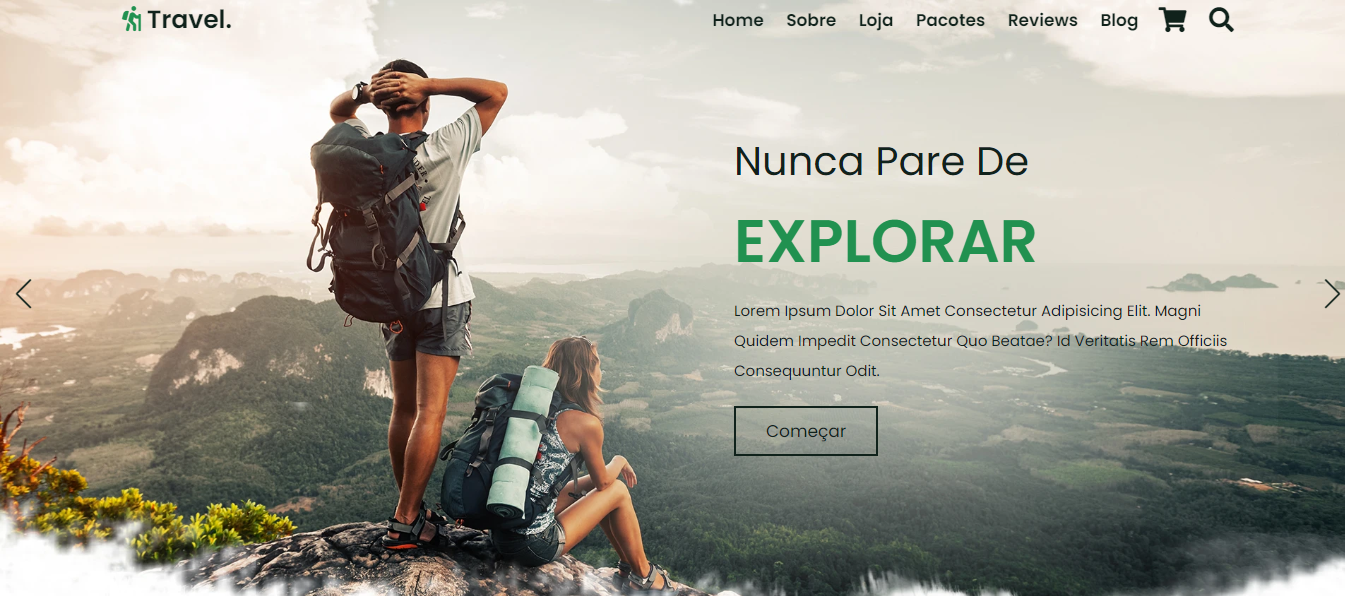 Travel.
Home Sobre Loja Pacotes Reviews Blog
Nunca Pare De
EXPLORAR
Lorem Ipsum Dolor Sit Amet Consectetur Adipisicing Elit. Magni
Quidem Impedit Consectetur Quo Beatae? Id Veritatis Rem Officiis
Consequuntur Odit.
Começar